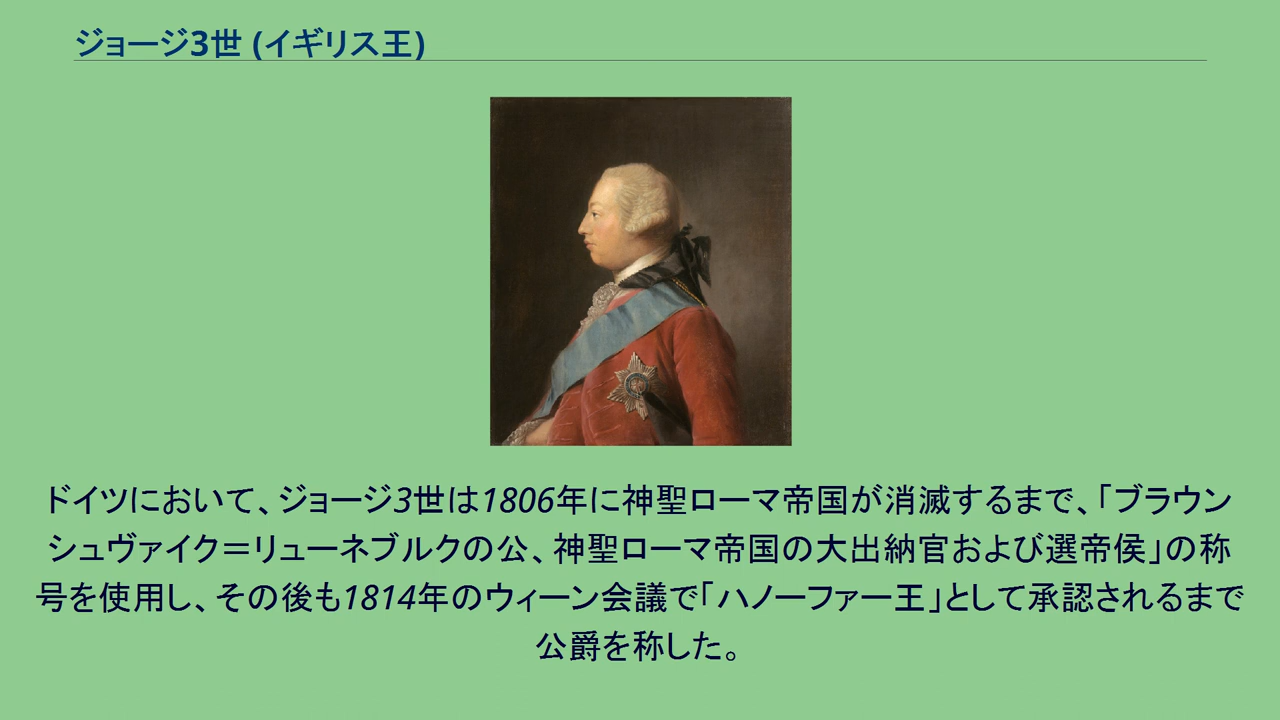 ジョージ3世 (イギリス王)
ドイツにおいて、ジョージ3世は1806年に神聖ローマ帝国が消滅するまで、「ブラウン
シュヴァイク＝リューネブルクの公、神聖ローマ帝国の大出納官および選帝侯」の称
号を使用し、その後も1814年のウィーン会議で「ハノーファー王」として承認されるまで
公爵を称した。